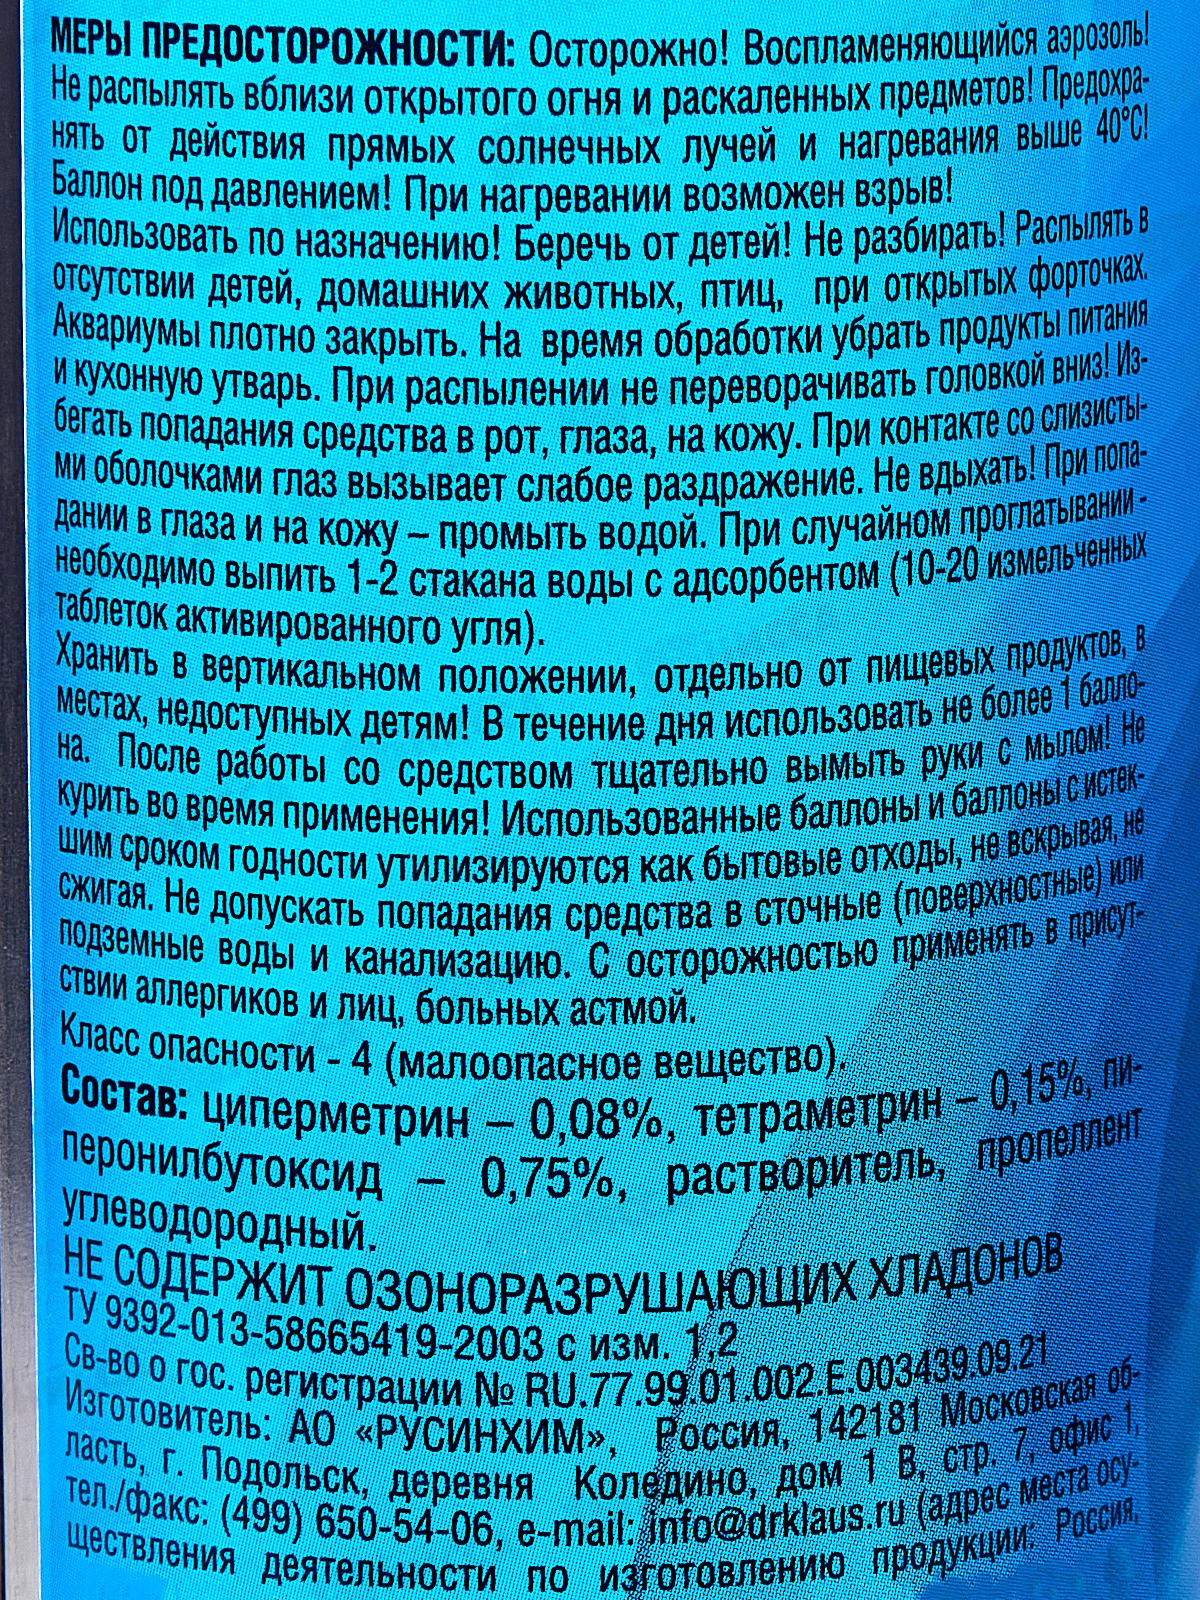 МЕРЫ ПРЕДОСТОРОЖНОСТИ: Осторожно! Воспламеняющийся аэрозоль!
Не распылять вблизи открытого огня и раскаленных предметов! Предохра-
нять от действия прямых солнечных лучей и нагревания выше 40°С!
Баллон под давлением! При нагревании возможен взрыв!
Использовать по назначению! Беречь от детей! Не разбирать! Распылять в
отсутствии детей, домашних животных, птиц, при открытых форточках.
Аквариумы плотно закрыть. На время обработки убрать продукты питания
и кухонную утварь. При распылении не переворачивать головкой вниз! Из-
бегать попадания средства в рот, глаза, на кожу. При контакте со слизисты-
ми оболочками глаз вызывает слабое раздражение. Не вдыхать! При попа-
дании в глаза и на кожу – промыть водой. При случайном проглатывании -
необходимо выпить 1-2 стакана воды с адсорбентом (10-20 измельченных
таблеток активированного угля).
Хранить в вертикальном положении, отдельно от пищевых продуктов, в
местах, недоступных детям! В течение дня использовать не более 1 балло-
на. После работы со средством тщательно вымыть руки с мылом! Не
курить во время применения! Использованные баллоны и баллоны с истек-
шим сроком годности утилизируются как бытовые отходы, не вскрывая, не
сжигая. Не допускать попадания средства в сточные (поверхностные) или
подземные воды и канализацию. С осторожностью применять в присут-
ствии аллергиков и лиц, больных астмой.
Класс опасности - 4 (малоопасное вещество).
Состав: циперметрин – 0,08%, тетраметрин – 0,15%, пи-
перонилбутоксид – 0,75%, растворитель, пропеллент
углеводородный.
НЕ СОДЕРЖИТ ОЗОНОРАЗРУШАЮЩИХ ХЛАДОНОВ
ТУ 9392-013-58665419-2003 с изм. 1,2
Св-во о гос. регистрации № RU.77.99.01.002.E.003439.09.21
Изготовитель: АО «РУСИНХИМ», Россия, 142181 Московская об-
ласть, г. Подольск, деревня Коледино, дом 1 В, стр. 7, офис 1,
тел./факс: (499) 650-54-06, e-mail: info@drklaus.ru (адрес места осу-
ществления деятельности по изготовлению продукции: Россия,